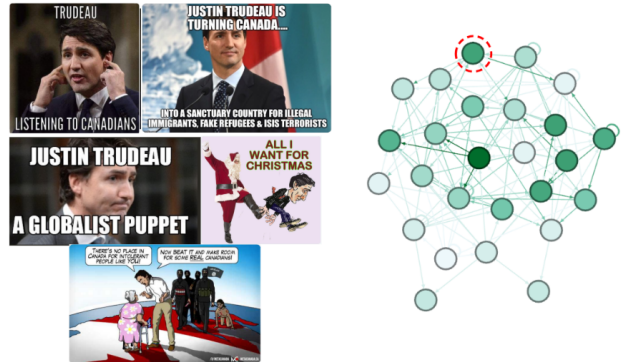 TRUDEAU
LISTENING TO CANADIANS
JUSTIN TRUDEAU IS
TURNING CANADA....
INTO A SANCTUARY COUNTRY FOR ILLEGAL
IMMIGRANTS, FAKE REFUGEES & ISIS TERRORISTS
JUSTIN TRUDEAU
A GLOBALIST PUPPET
ALL I
WANT FOR
CHRISTMAS
THERE'S NO PLACE IN
CANADA FOR INTOLERANT
PEOPLE LIKE YOU!
NOW BEAT IT AND MAKE ROOM
FOR SOME REAL CANADIANS!